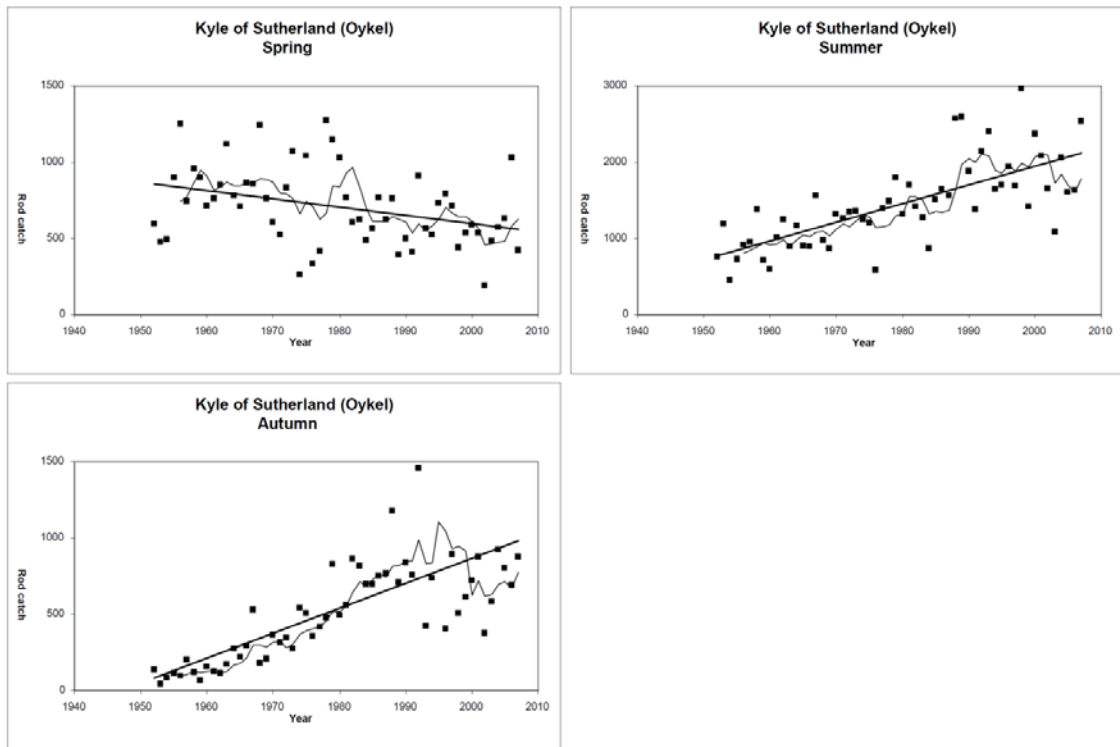 Kyle of Sutherland (Oykel)
Spring
1500
1000
500
0
Rod catch
1940 1950 1960 1970 1980 1990 2000 2010
Year
Kyle of Sutherland (Oykel)
Summer
3000
2000
1000
0
Rod catch
1940 1950 1960 1970 1980 1990 2000 2010
Year
Kyle of Sutherland (Oykel)
Autumn
1500
1000
500
0
Rod catch
1940 1950 1960 1970 1980 1990 2000 2010
Year